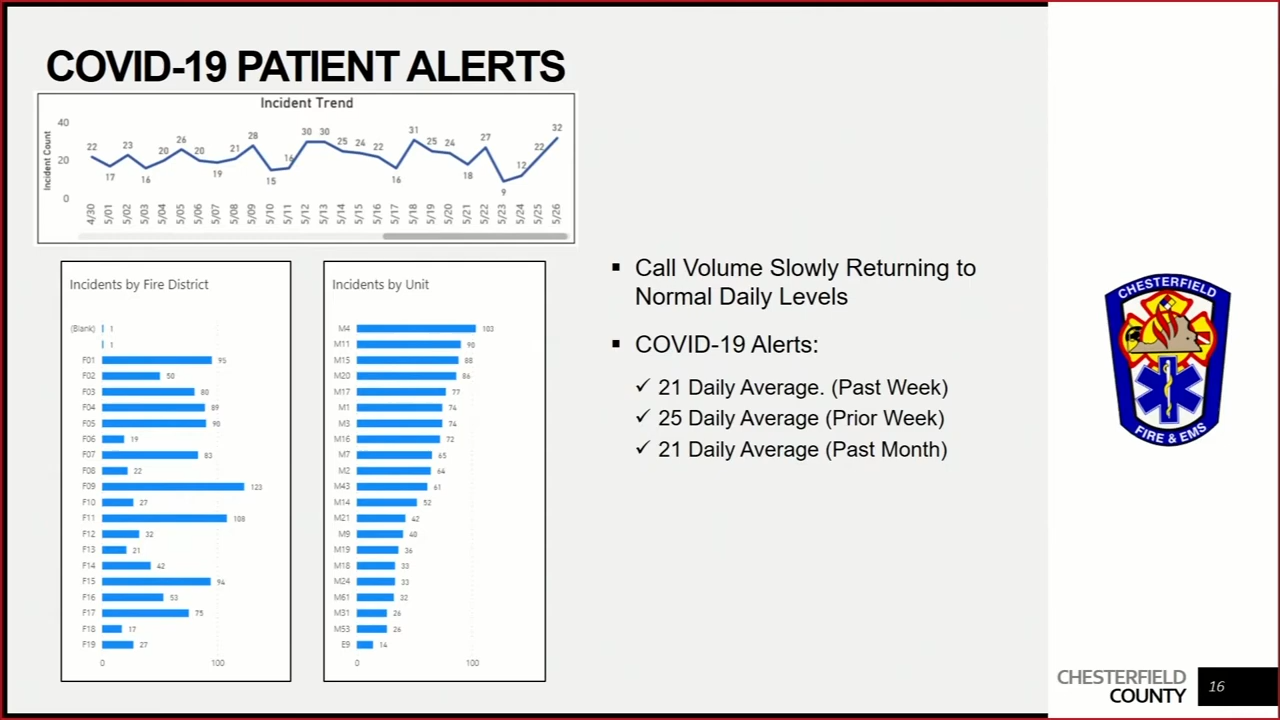 COVID-19 PATIENT ALERTS
Incident Trend
Incident Count
40
20
0
22
17
23
16
20
26
20
19
21
28
15
16
30
30
25
24
22
16
31
25
24
18
27
9
12
22
32
4/30
5/01
5/02
5/03
5/04
5/05
5/06
5/07
5/08
5/09
5/10
5/11
5/12
5/13
5/14
5/15
5/16
5/17
5/18
5/19
5/20
5/21
5/22
5/23
5/24
5/25
5/26
Incidents by Fire District
(Blank) 1
1
F01 95
F02 50
F03 80
F04 89
F05 90
F06 19
F07 83
F08 22
F09 123
F10 27
F11 108
F12 32
F13 21
F14 42
F15 94
F16 53
F17 75
F18 17
F19 27
0 100
Incidents by Unit
M4 103
M11 90
M15 88
M20 86
M17 77
M1 74
M3 74
M16 72
M7 65
M2 64
M43 61
M14 52
M21 42
M9 40
M19 36
M18 33
M24 33
M61 32
M31 26
M53 26
E9 14
0 100
▪ Call Volume Slowly Returning to
Normal Daily Levels
▪ COVID-19 Alerts:
✓ 21 Daily Average. (Past Week)
✓ 25 Daily Average (Prior Week)
✓ 21 Daily Average (Past Month)
CHESTERFIELD
FIRE & EMS
CHESTERFIELD
COUNTY
16